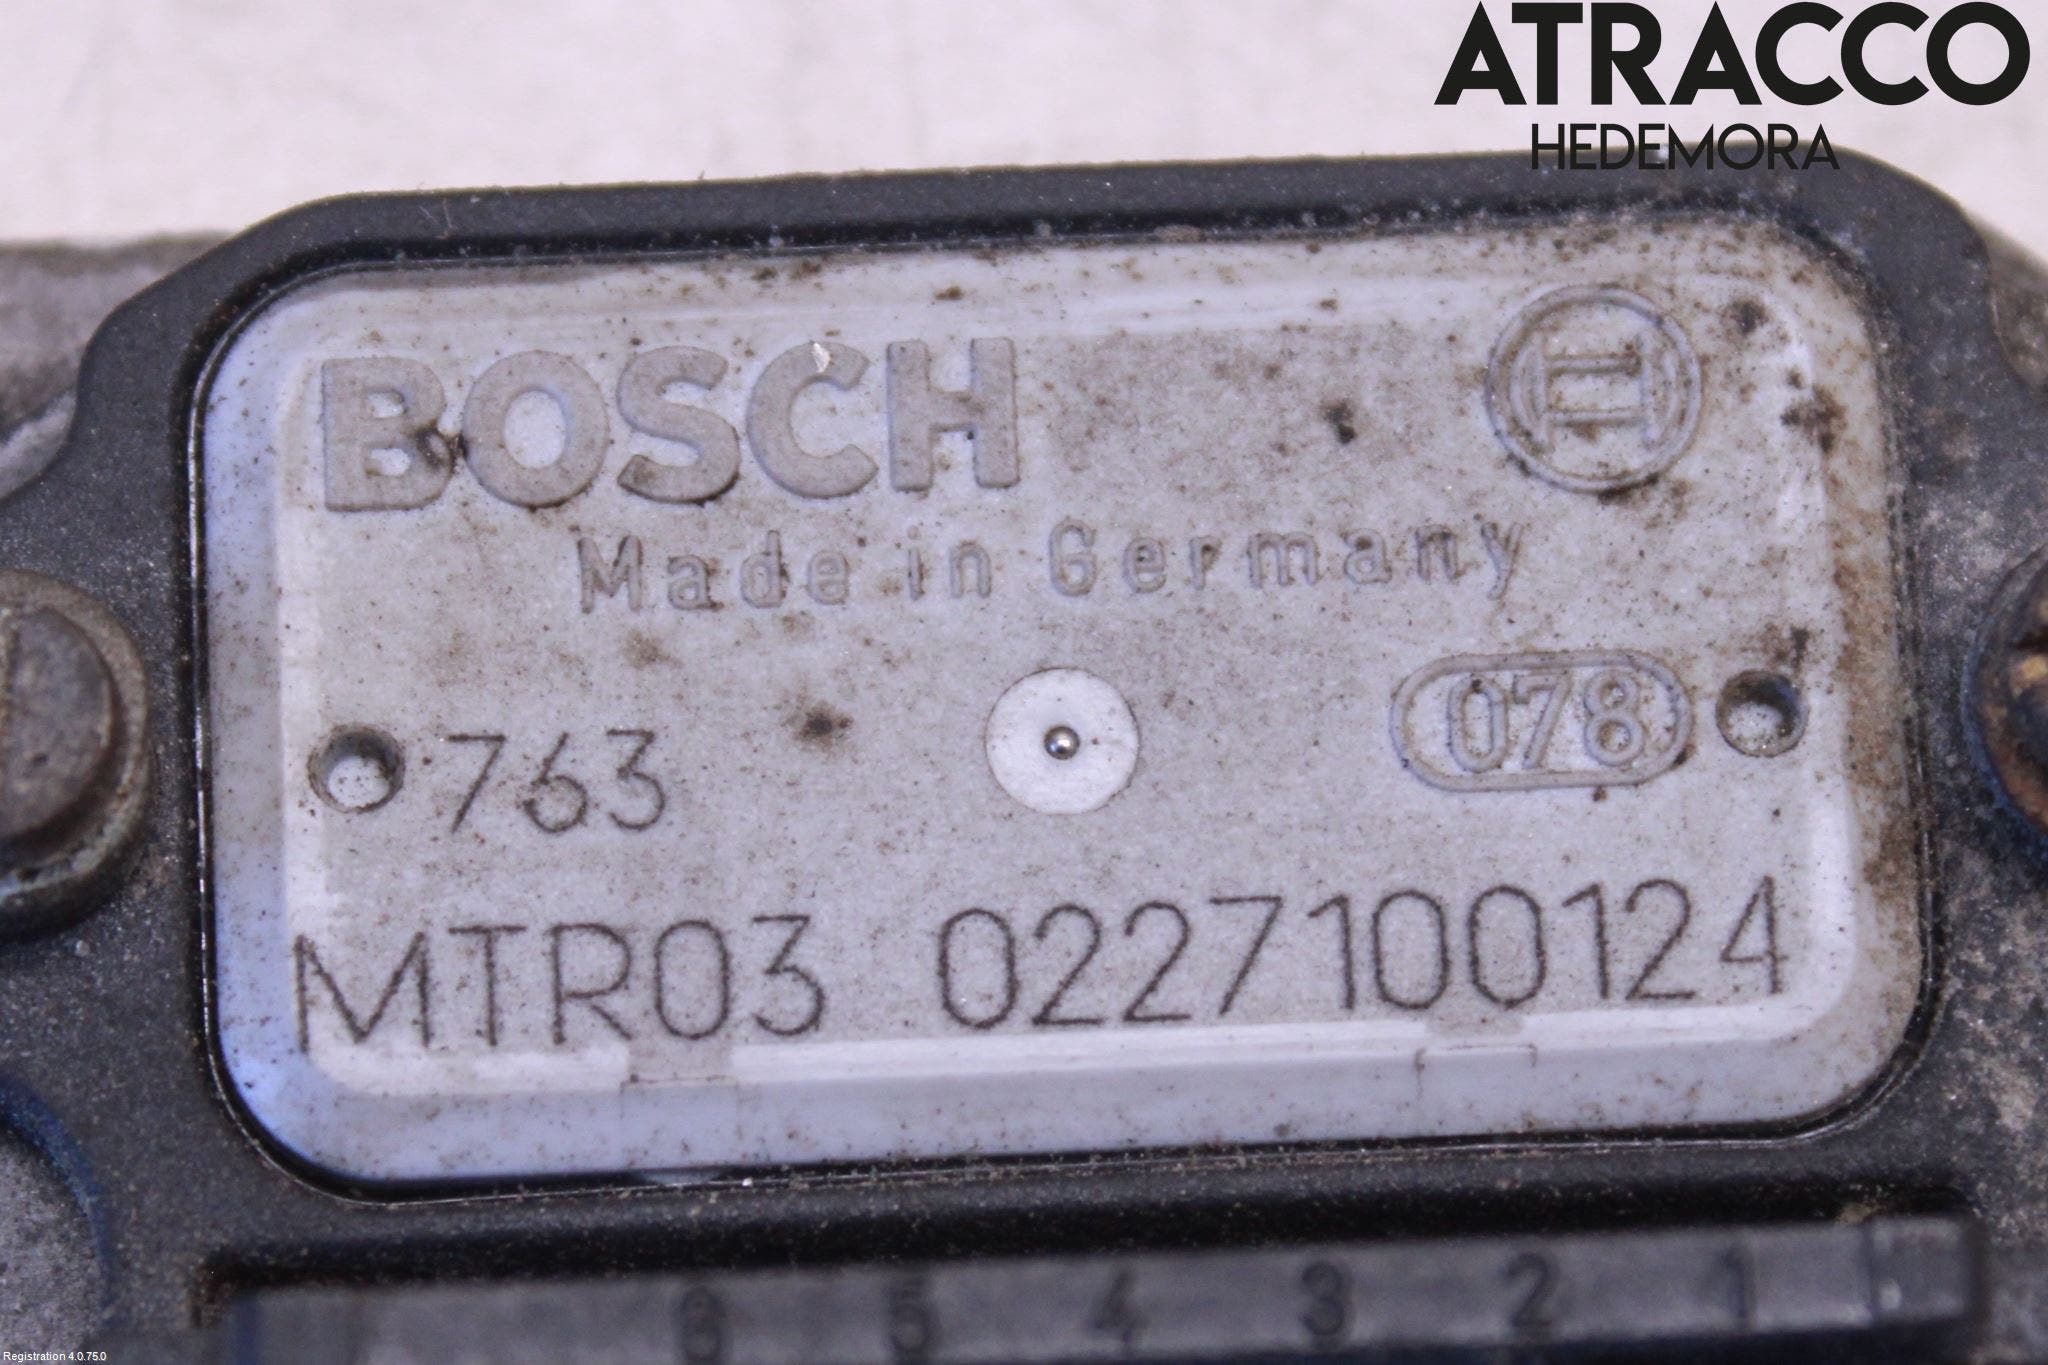 ATRACCO
HEDEMORA
BOSCH
Made in Germany
763
078
MTR03 0227100124
6 5 4 3 2 1
Registration 4.0.75.0